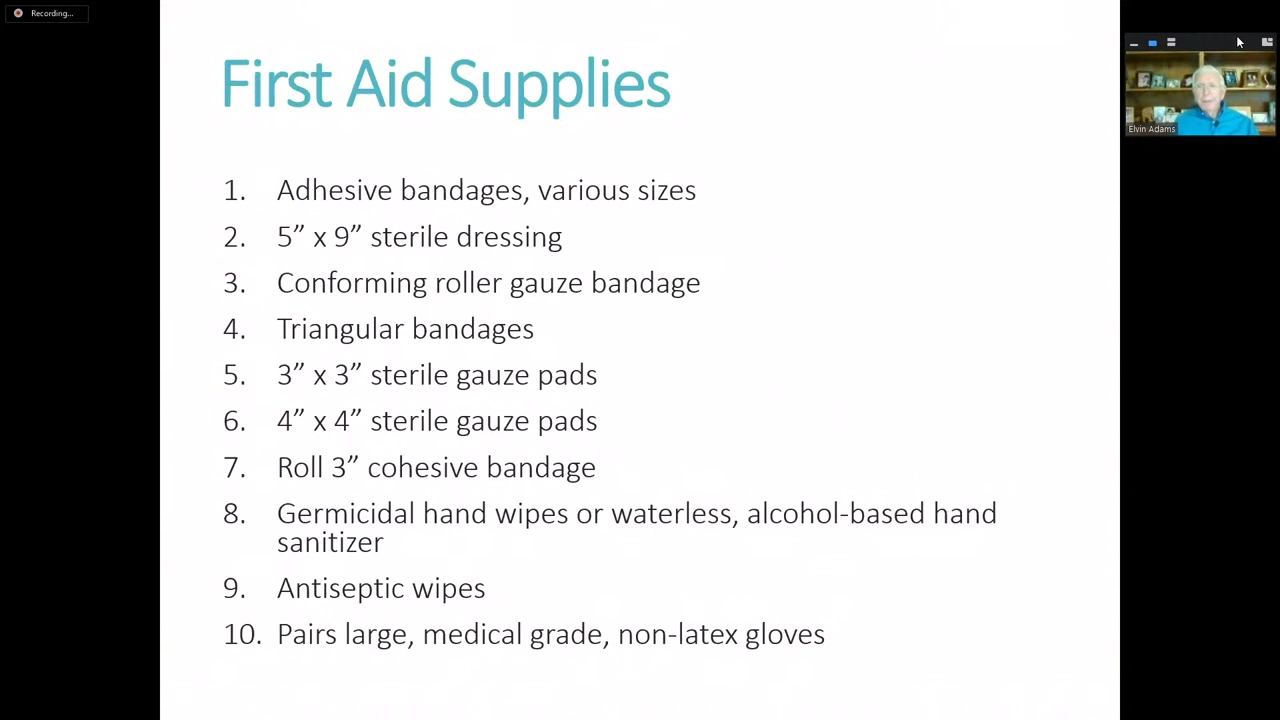 Recording...
First Aid Supplies
1. Adhesive bandages, various sizes
2. 5” x 9” sterile dressing
3. Conforming roller gauze bandage
4. Triangular bandages
5. 3” x 3” sterile gauze pads
6. 4” x 4” sterile gauze pads
7. Roll 3” cohesive bandage
8. Germicidal hand wipes or waterless, alcohol-based hand
sanitizer
9. Antiseptic wipes
10. Pairs large, medical grade, non-latex gloves
Elvin Adams